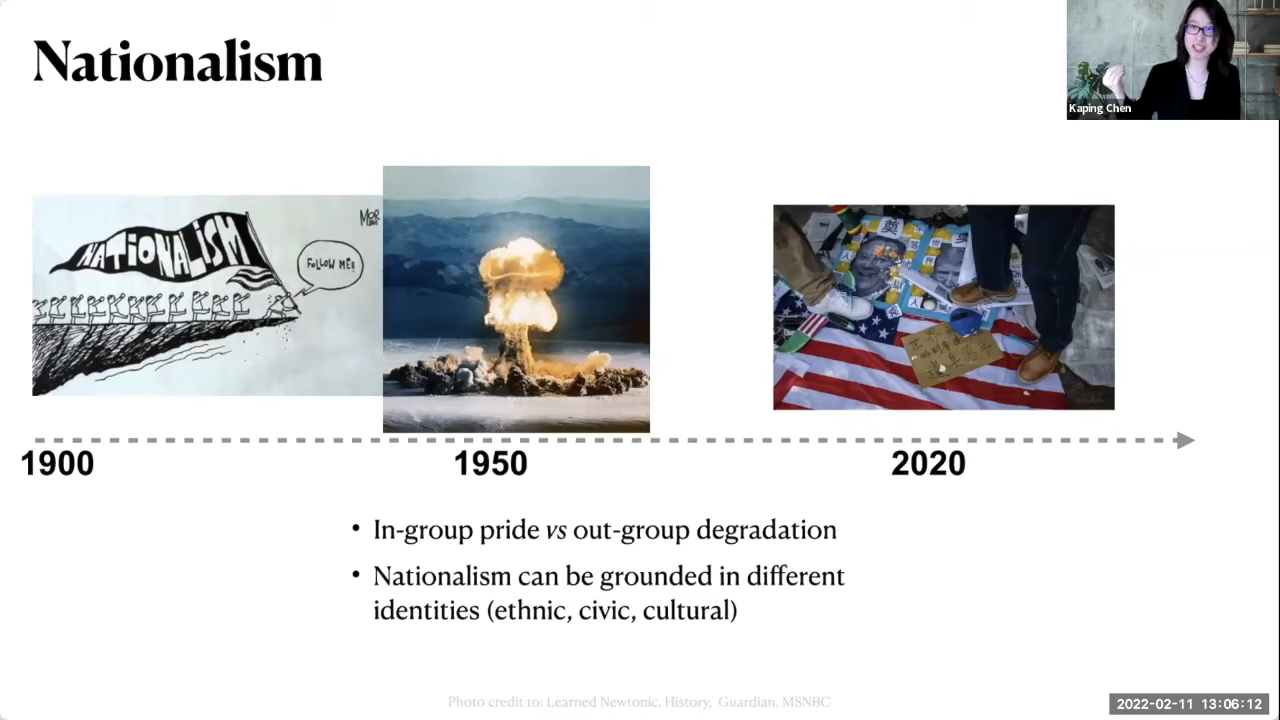 Nationalism
Kaping Chen
NATIONALISM
FOLLOW ME!!
1900
1950
2020
• In-group pride vs out-group degradation
• Nationalism can be grounded in different
identities (ethnic, civic, cultural)
Photo credit to: Learned Newtonic, History, Guardian, MSNBC
2022-02-11 13:06:12